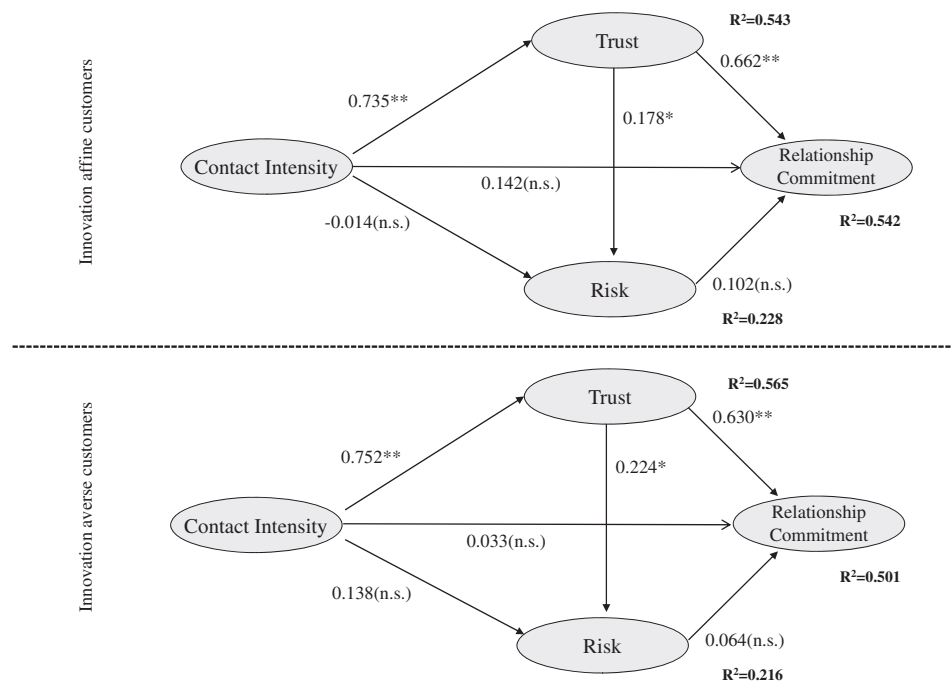 Innovation affine customers
R²=0.543
Trust
0.662**
0.735**
0.178*
Contact Intensity
Relationship
Commitment
0.142(n.s.)
-0.014(n.s.)
R²=0.542
Risk
0.102(n.s.)
R²=0.228
Innovation averse customers
R²=0.565
Trust
0.630**
0.752**
0.224*
Contact Intensity
Relationship
Commitment
0.033(n.s.)
R²=0.501
0.138(n.s.)
Risk
0.064(n.s.)
R²=0.216